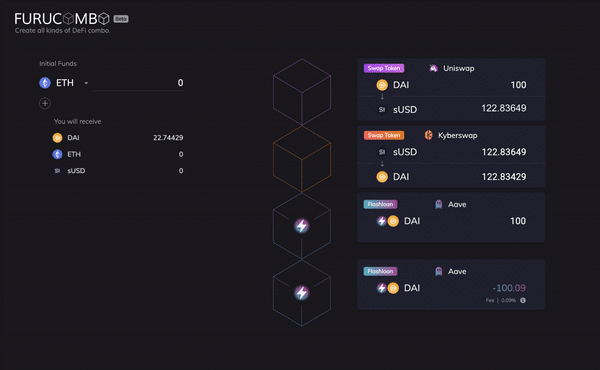 FURUCOMBO Beta
Create all kinds of DeFi combo.
Initial Funds
ETH 0
You will receive
DAI 22.74429
ETH 0
sUSD 0
Swap Token Uniswap
DAI 100
sUSD 122.83649
Swap Token Kyberswap
sUSD 122.83649
DAI 122.83429
Flashloan Aave
DAI 100
Flashloan Aave
DAI -100.09
Fee | 0.09%